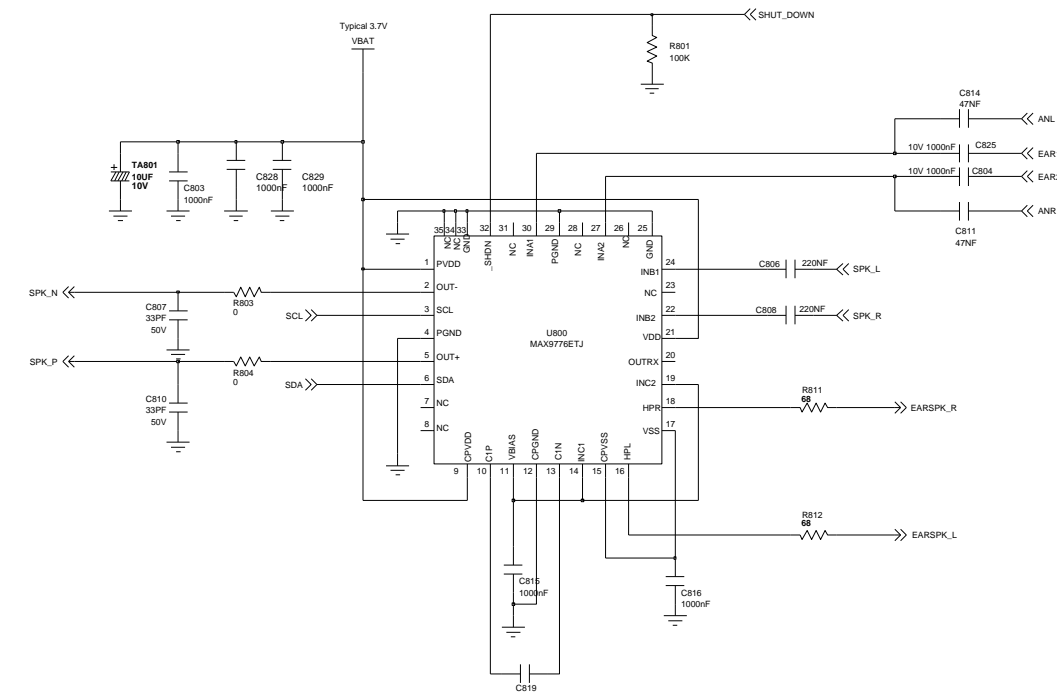 SHUT_DOWN
Typical 3.7V
VBAT
R801
100K
C814
47NF
ANL
10V 1000nF
C825
EAR
10V 1000nF
C804
ANR
C811
47NF
TA801
10UF
10V
C803
1000nF
C828
1000nF
C829
1000nF
35
34
33
32
31
30
29
28
27
26
25
NC
NC
GND
_SHDN
NC
INA1
PGND
NC
INA2
NC
GND
1
PVDD
2
OUT-
3
SCL
4
PGND
5
OUT+
6
SDA
7
NC
8
NC
U800
MAX9776ETJ
INB1
24
NC
23
INB2
22
VDD
21
OUTRX
20
INC2
19
HPR
18
VSS
17
CPVDD
C1P
VBIAS
CPGND
C1N
INC1
CPVSS
HPL
9
10
11
12
13
14
15
16
SPK_N
R803
0
C807
33PF
50V
SCL
SPK_P
R804
0
SDA
C810
33PF
50V
C806
220NF
SPK_L
C808
220NF
SPK_R
R811
68
EARSPK_R
R812
68
EARSPK_L
C815
1000nF
C816
1000nF
C819